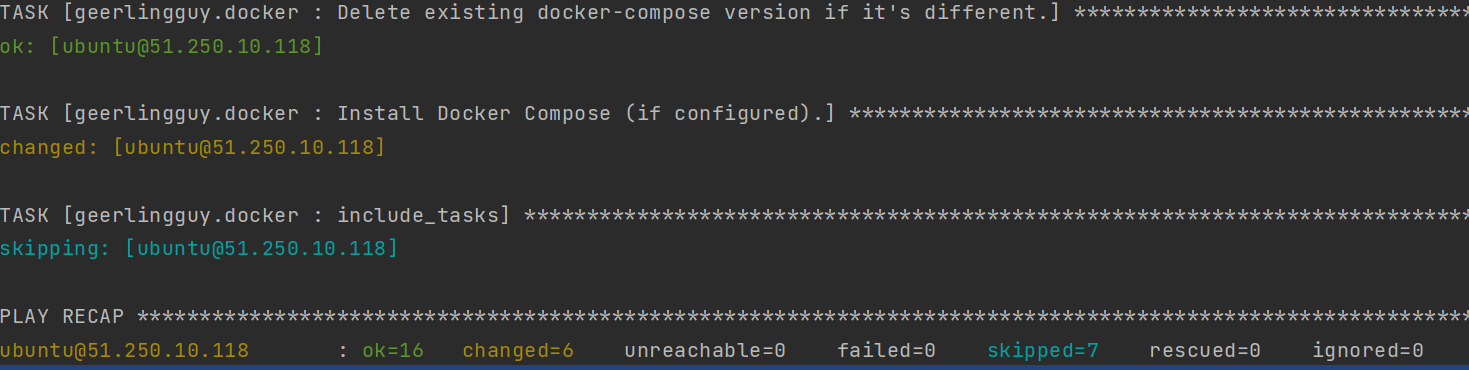 TASK [geerlingguy.docker : Delete existing docker-compose version if it's different.] ********************************
ok: [ubuntu@51.250.10.118]
TASK [geerlingguy.docker : Install Docker Compose (if configured).] **************************************************
changed: [ubuntu@51.250.10.118]
TASK [geerlingguy.docker : include_tasks] ****************************************************************************
skipping: [ubuntu@51.250.10.118]
PLAY RECAP ***********************************************************************************************************
ubuntu@51.250.10.118       : ok=16   changed=6    unreachable=0    failed=0    skipped=7    rescued=0    ignored=0